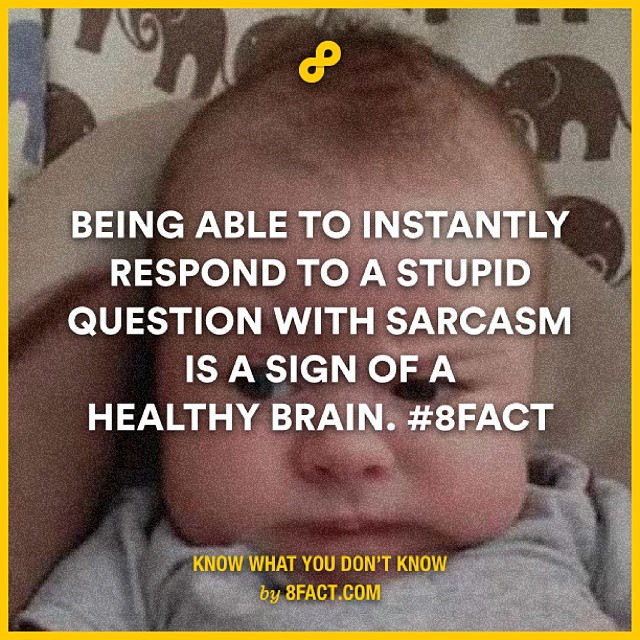 BEING ABLE TO INSTANTLY
RESPOND TO A STUPID
QUESTION WITH SARCASM
IS A SIGN OF A
HEALTHY BRAIN. #8FACT
KNOW WHAT YOU DON'T KNOW
by 8FACT.COM